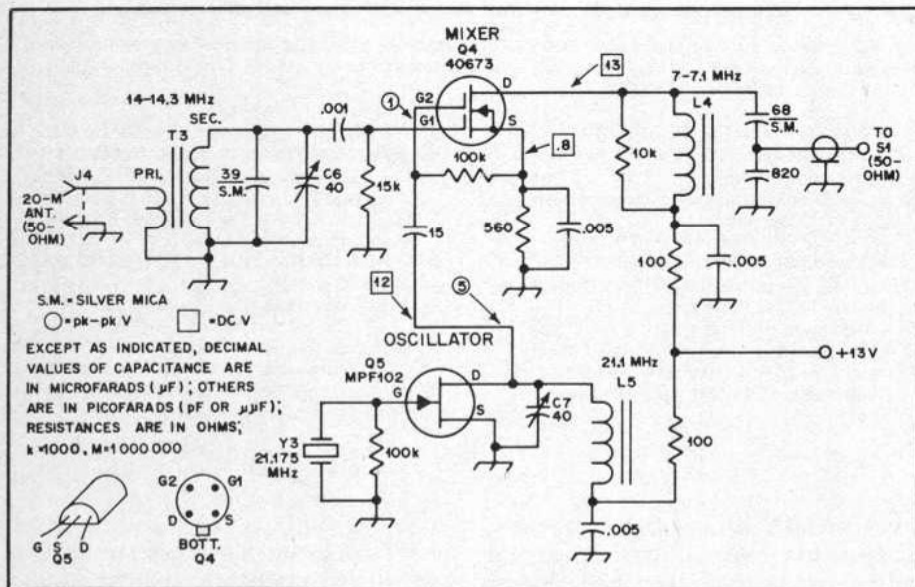 MIXER
Q4
40673
13
7-7.1 MHz
14-14.3 MHz
1
G2
G1
D
S
L4
68
S.M.
T3
SEC.
.001
.8
TO
S1
(50-
OHM)
J4
PRI.
39
S.M.
C6
40
100k
10k
820
20-M
ANT.
(50-
OHM)
15k
15
560
.005
100
.005
12
5
S.M. = SILVER MICA
=pk-pk V
=DC V
OSCILLATOR
+13V
EXCEPT AS INDICATED, DECIMAL
VALUES OF CAPACITANCE ARE
IN MICROFARADS (µF); OTHERS
ARE IN PICOFARADS (pF OR µµF);
RESISTANCES ARE IN OHMS;
k=1000, M=1000000
Q5
MPF102
21.1 MHz
G
D
S
C7
40
L5
100
Y3
21.175
MHz
100k
.005
G S D
Q5
G2
G1
D
S
BOTT.
Q4